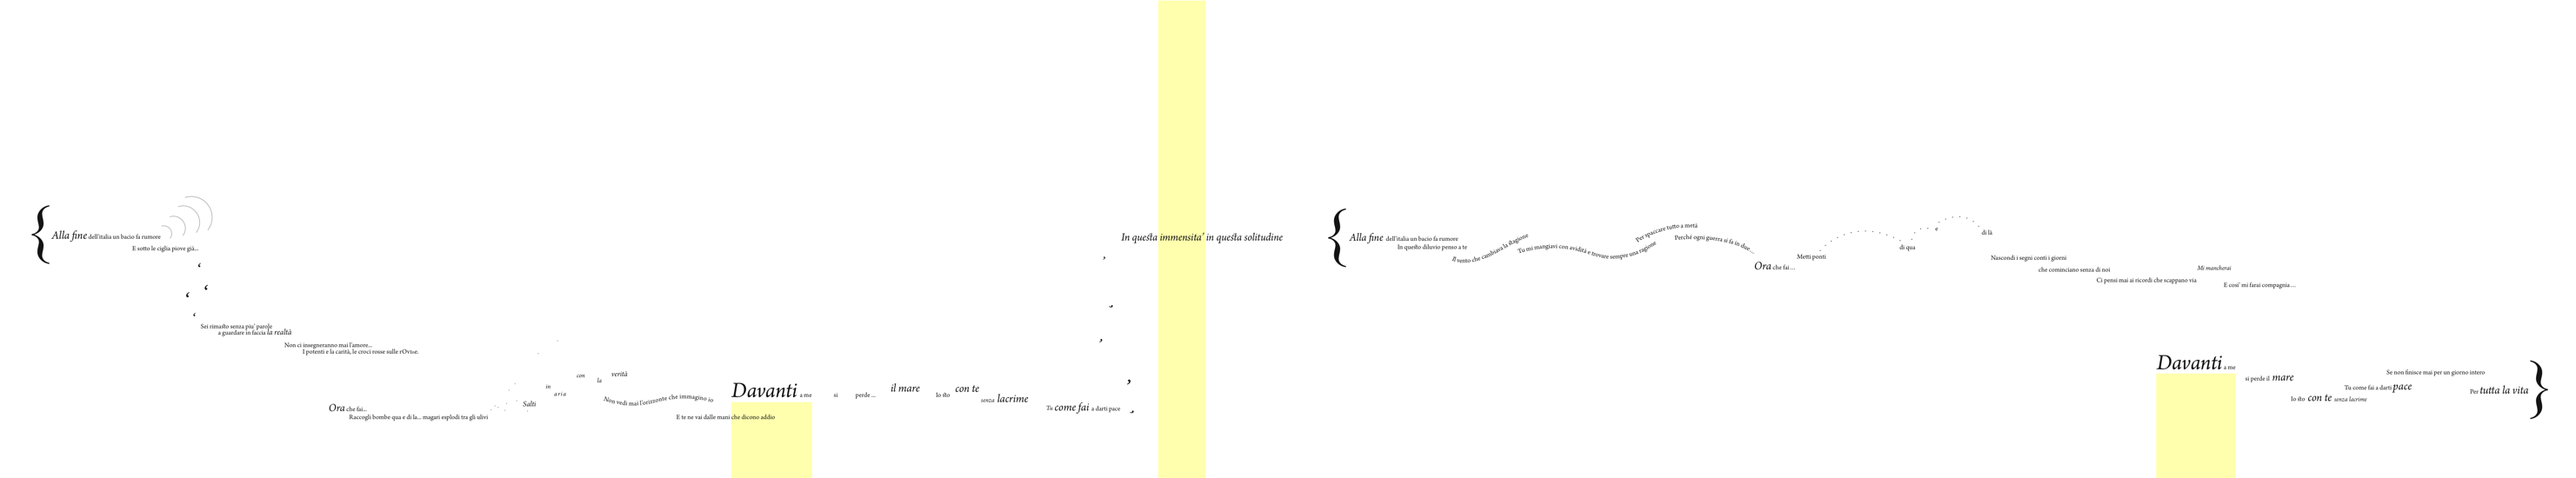 {
Alla fine dell'italia un bacio fa rumore
E sotto le ciglia piove già...
Sei rimasto senza piu' parole
a guardare in faccia la realtà
Non ci insegneranno mai l'amore...
I potenti e la carità, le croci rosse sulle rOvine.
Ora che fai...
Raccogli bombe qua e di la... magari esplodi tra gli ulivi
Salti
in
aria
con
la
verità
Non vedi mai l'orizzonte che immagino io
E te ne vai dalle mani che dicono addio
Davanti a me
si
perde ...
il mare
Io sto
con te
senza lacrime
Tu come fai a darti pace
In questa immensita' in questa solitudine
{
Alla fine dell'italia un bacio fa rumore
In questo diluvio penso a te
Il vento che cambiava la stagione
Tu mi mangiavi con avidità e trovare sempre una ragione
Per spaccare tutto a metà
Perché ogni guerra si fa in due...
Ora che fai...
Metti ponti
di qua
e
di là
Nascondi i segni conti i giorni
che cominciano senza di noi
Ci pensi mai ai ricordi che scappano via
Mi mancherai
E cosi' mi farai compagnia...
Davanti a me
si perde il mare
Io sto con te senza lacrime
Tu come fai a darti pace
Se non finisce mai per un giorno intero
Per tutta la vita
}